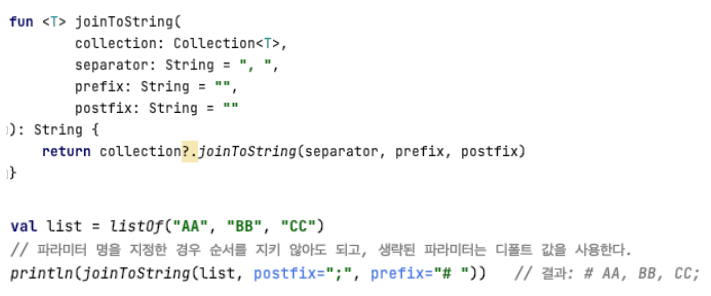 fun <T> joinToString(
        collection: Collection<T>,
        separator: String = ", ",
        prefix: String = "",
        postfix: String = ""
): String {
    return collection?.joinToString(separator, prefix, postfix)
}

val list = listOf("AA", "BB", "CC")
// 파라미터 명을 지정한 경우 순서를 지키 않아도 되고, 생략된 파라미터는 디폴트 값을 사용한다.
println(joinToString(list, postfix=";", prefix="# "))   // 결과: # AA, BB, CC;